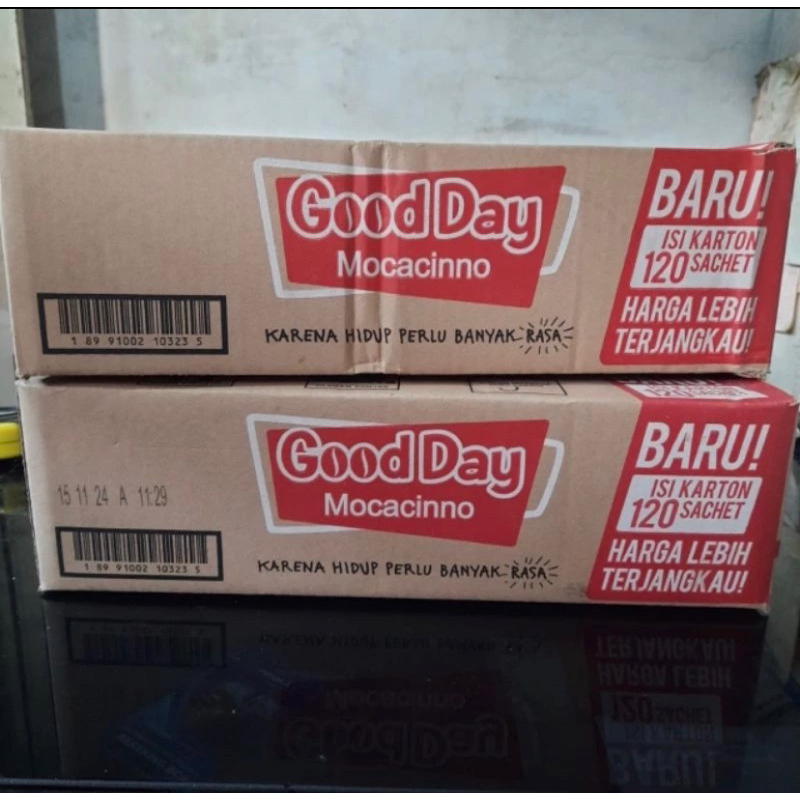 Good Day
Mocacinno
KARENA HIDUP PERLU BANYAK RASA
1 89 91002 10323 5
BARU!
ISI KARTON
120 SACHET
HARGA LEBIH
TERJANGKAU!
Good Day
Mocacinno
KARENA HIDUP PERLU BANYAK RASA
15 11 24 A 11:29
1 89 91002 10323 5
BARU!
ISI KARTON
120 SACHET
HARGA LEBIH
TERJANGKAU!